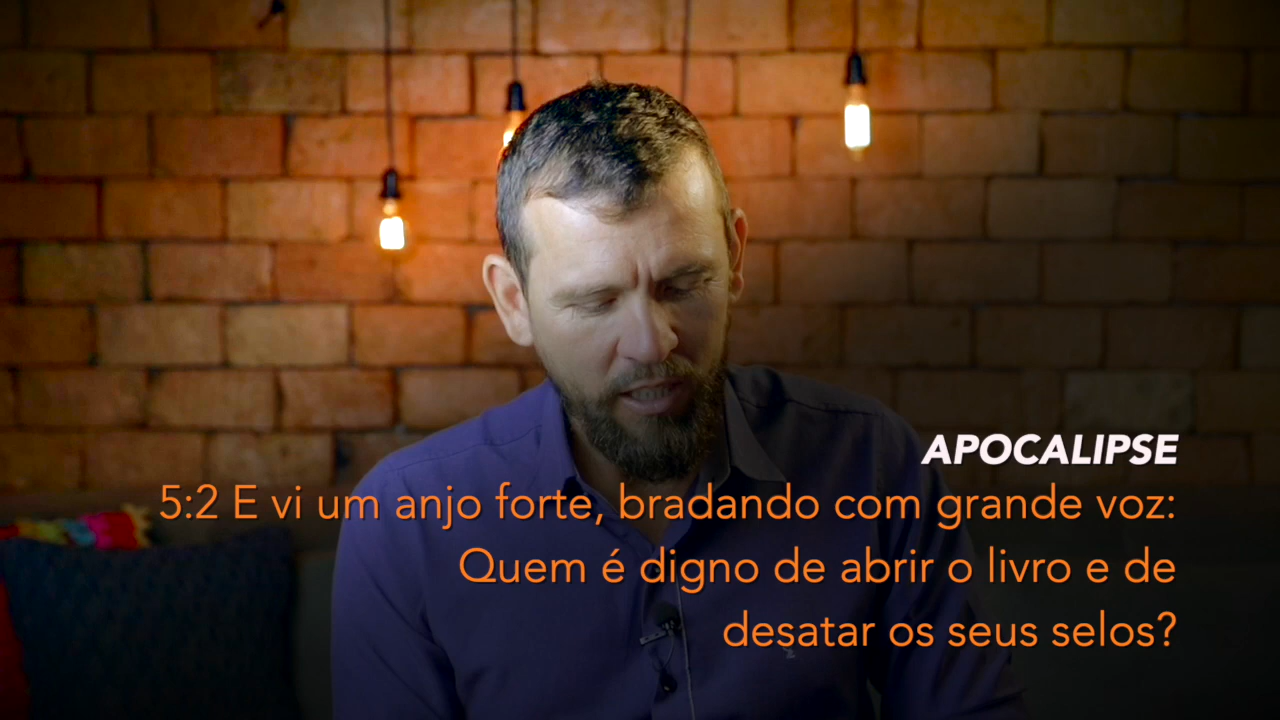 APOCALIPSE
5:2 E vi um anjo forte, bradando com grande voz:
Quem é digno de abrir o livro e de
desatar os seus selos?